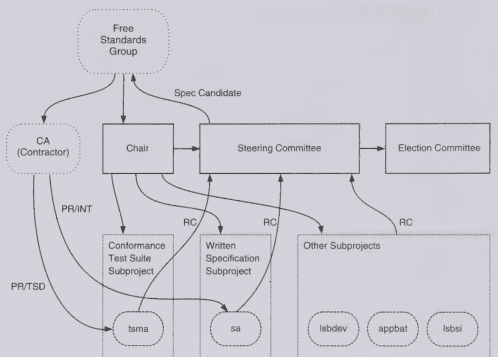 Free
Standards
Group
Spec Candidate
CA
(Contractor)
Chair
Steering Committee
Election Committee
PR/INT
RC
RC
RC
Conformance
Test Suite
Subproject
Written
Specification
Subproject
Other Subprojects
PR/TSD
tsma
sa
lsbdev
appbat
lsbsi